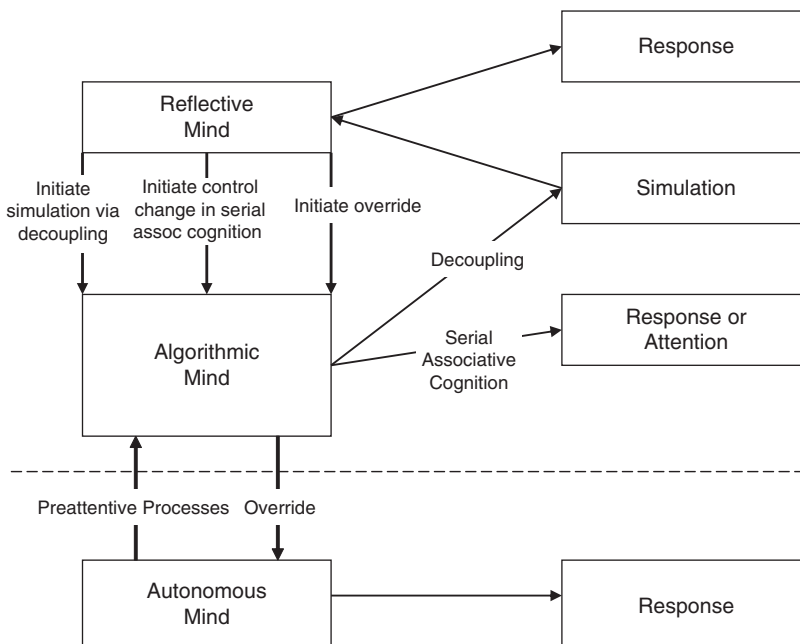 Response
Reflective
Mind
Initiate
simulation via
decoupling
Initiate control
change in serial
assoc cognition
Initiate override
Simulation
Decoupling
Algorithmic
Mind
Serial
Associative
Cognition
Response or
Attention
Preattentive Processes
Override
Autonomous
Mind
Response